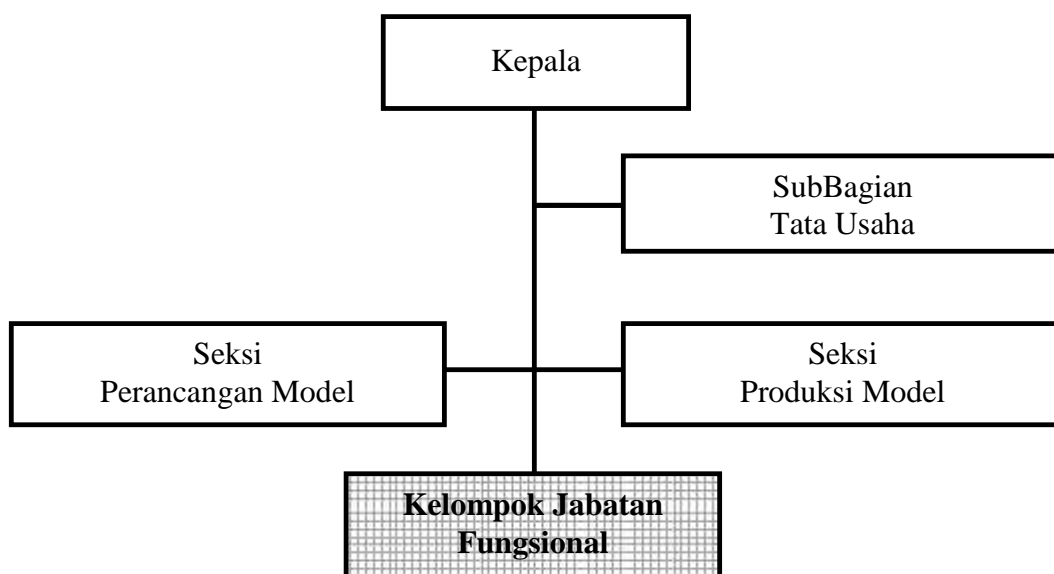 Kepala
SubBagian
Tata Usaha
Seksi
Perancangan Model
Seksi
Produksi Model
Kelompok Jabatan
Fungsional